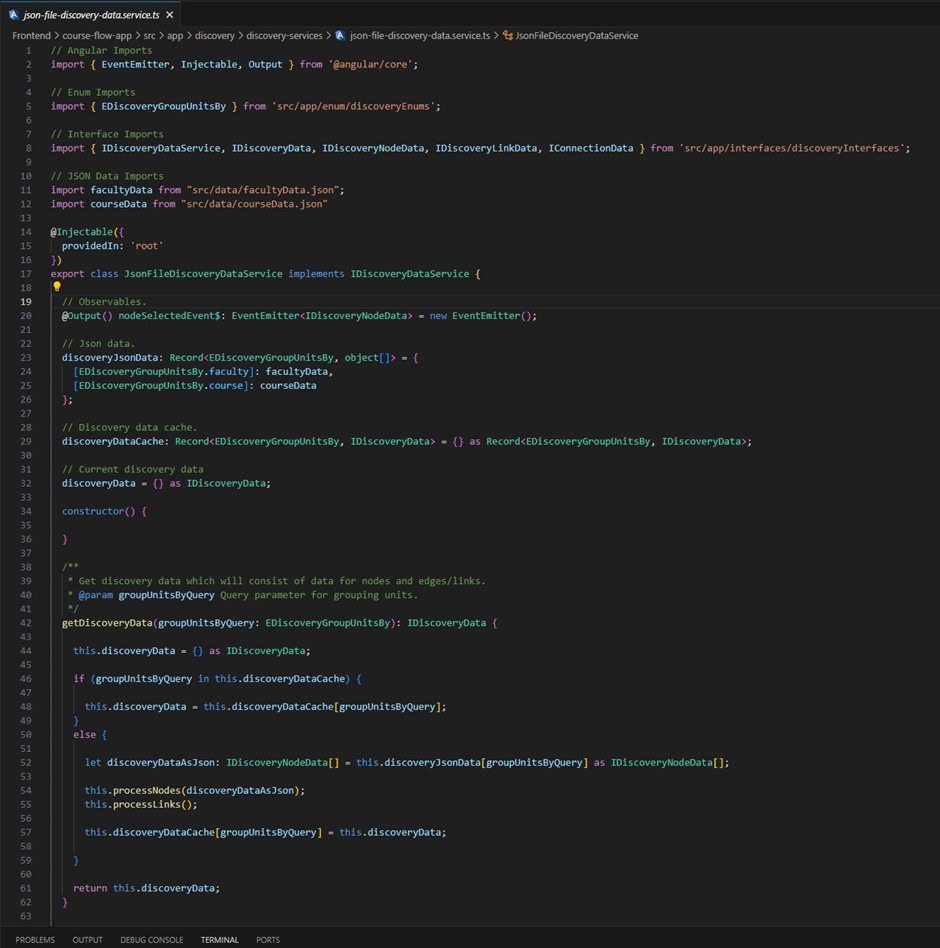 json-file-discovery-data.service.ts ×
Frontend > course-flow-app > src > app > discovery > discovery-services > json-file-discovery-data.service.ts > JsonFileDiscoveryDataService
1 // Angular Imports
2 import { EventEmitter, Injectable, Output } from '@angular/core';
3
4 // Enum Imports
5 import { EDiscoveryGroupUnitsBy } from 'src/app/enum/discoveryEnums';
6
7 // Interface Imports
8 import { IDiscoveryDataService, IDiscoveryData, IDiscoveryNodeData, IDiscoveryLinkData, IConnectionData } from 'src/app/interfaces/discoveryInterfaces';
9
10 // JSON Data Imports
11 import facultyData from "src/data/facultyData.json";
12 import courseData from "src/data/courseData.json"
13
14 @Injectable({
15   providedIn: 'root'
16 })
17 export class JsonFileDiscoveryDataService implements IDiscoveryDataService {
18
19   // Observables.
20   @Output() nodeSelectedEvent$: EventEmitter<IDiscoveryNodeData> = new EventEmitter();
21
22   // Json data.
23   discoveryJsonData: Record<EDiscoveryGroupUnitsBy, object[]> = {
24     [EDiscoveryGroupUnitsBy.faculty]: facultyData,
25     [EDiscoveryGroupUnitsBy.course]: courseData
26   };
27
28   // Discovery data cache.
29   discoveryDataCache: Record<EDiscoveryGroupUnitsBy, IDiscoveryData> = {} as Record<EDiscoveryGroupUnitsBy, IDiscoveryData>;
30
31   // Current discovery data
32   discoveryData = {} as IDiscoveryData;
33
34   constructor() {
35
36   }
37
38   /**
39    * Get discovery data which will consist of data for nodes and edges/links.
40    * @param groupUnitsByQuery Query parameter for grouping units.
41    */
42   getDiscoveryData(groupUnitsByQuery: EDiscoveryGroupUnitsBy): IDiscoveryData {
43
44     this.discoveryData = {} as IDiscoveryData;
45
46     if (groupUnitsByQuery in this.discoveryDataCache) {
47
48       this.discoveryData = this.discoveryDataCache[groupUnitsByQuery];
49     }
50     else {
51
52       let discoveryDataAsJson: IDiscoveryNodeData[] = this.discoveryJsonData[groupUnitsByQuery] as IDiscoveryNodeData[];
53
54       this.processNodes(discoveryDataAsJson);
55       this.processLinks();
56
57       this.discoveryDataCache[groupUnitsByQuery] = this.discoveryData;
58
59     }
60
61     return this.discoveryData;
62   }
63
PROBLEMS OUTPUT DEBUG CONSOLE TERMINAL PORTS